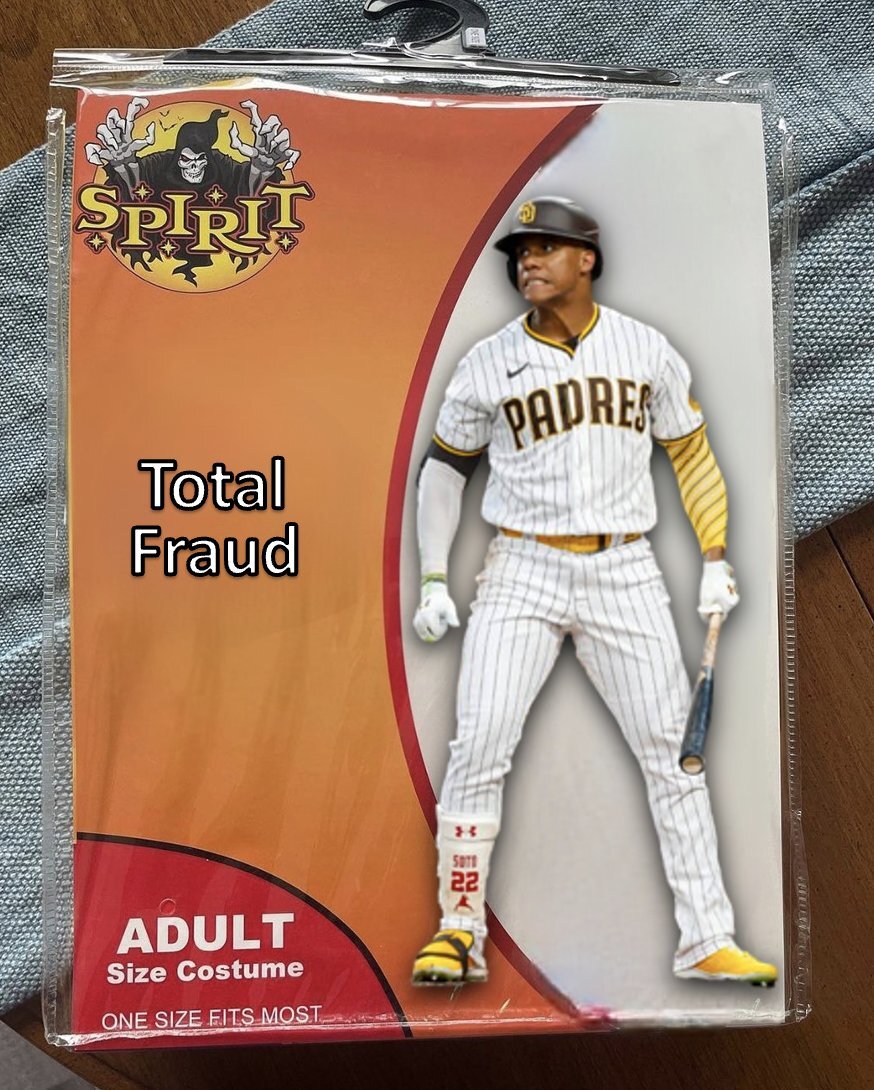 SPIRIT
PADRES
Total
Fraud
SOTO
22
ADULT
Size Costume
ONE SIZE FITS MOST